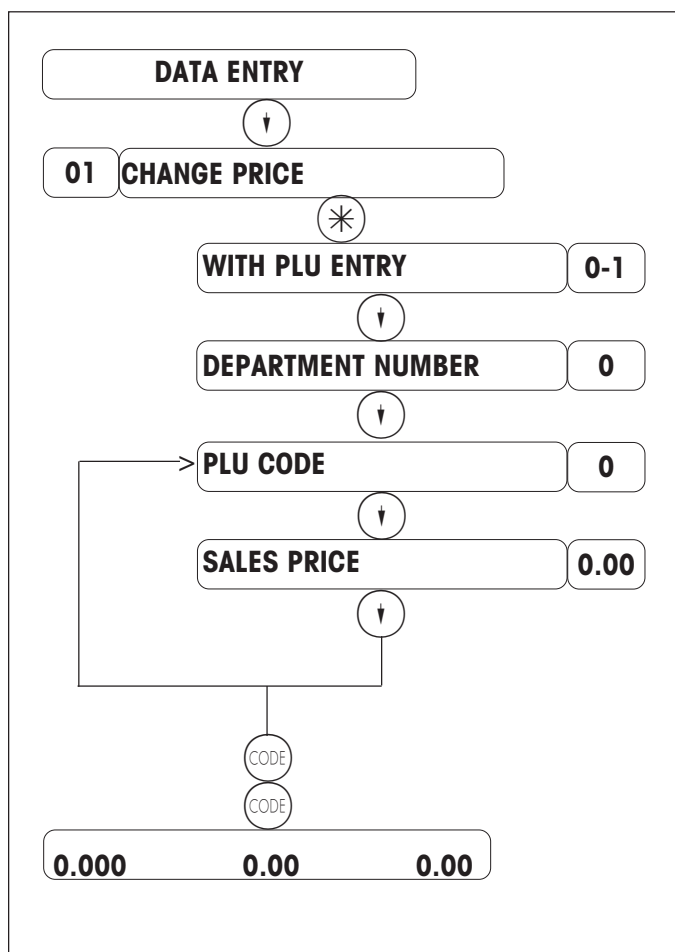 DATA ENTRY
01 CHANGE PRICE
WITH PLU ENTRY 0-1
DEPARTMENT NUMBER 0
PLU CODE 0
SALES PRICE 0.00
CODE
CODE
0.000 0.00 0.00